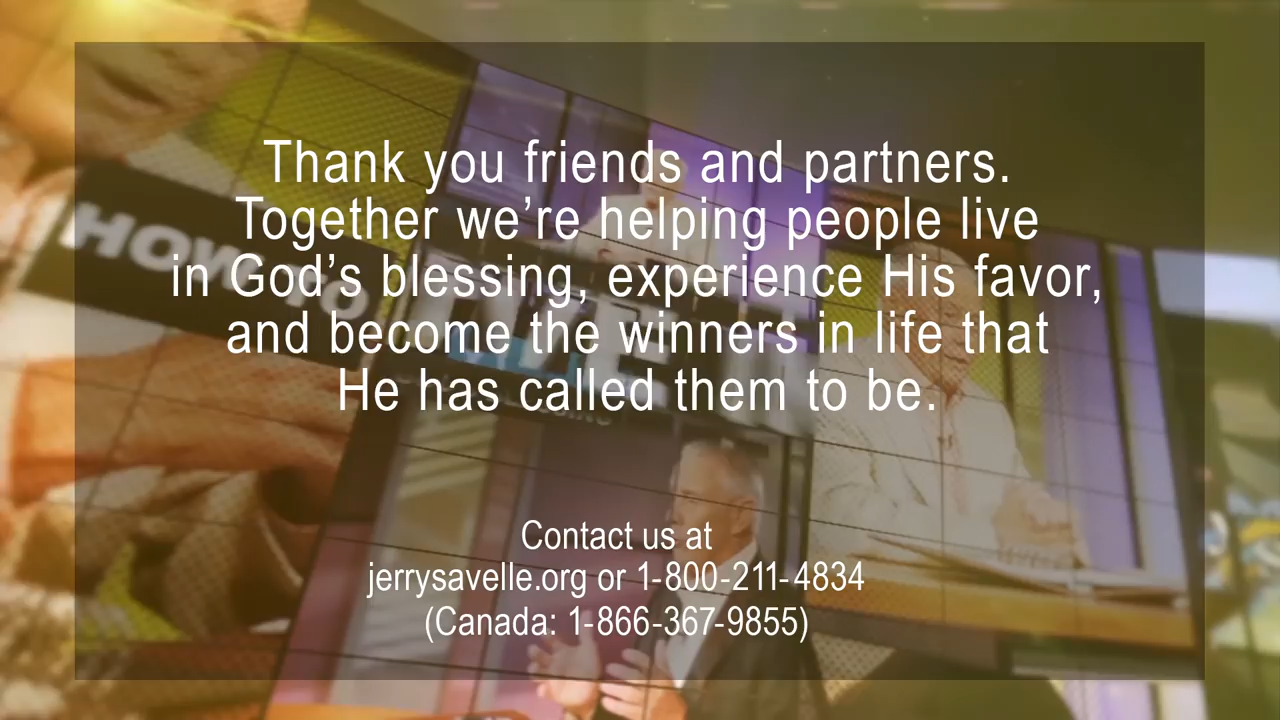 Thank you friends and partners.
Together we’re helping people live
in God’s blessing, experience His favor,
and become the winners in life that
He has called them to be.
Contact us at
jerrysavelle.org or 1-800-211-4834
(Canada: 1-866-367-9855)
HOW TO